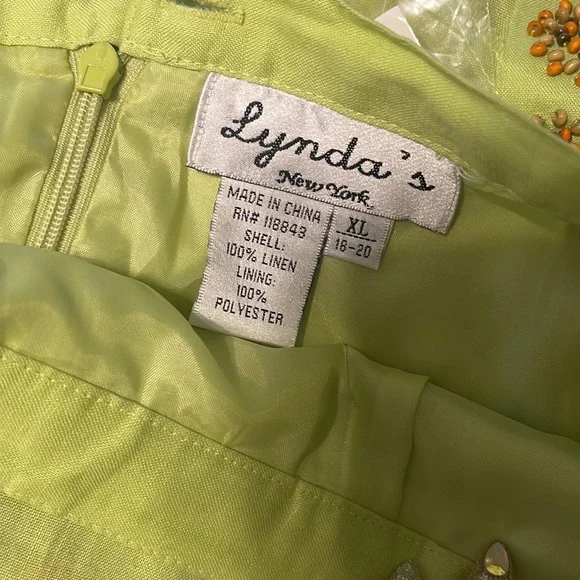 Lynda's
New York
MADE IN CHINA
RN# 118843
SHELL:
100% LINEN
LINING:
100%
POLYESTER
XL
18-20